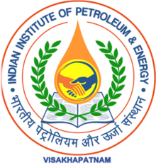 INDIAN INSTITUTE OF PETROLEUM & ENERGY
भारतीय पेट्रोलियम और ऊर्जा संस्थान
VISAKHAPATNAM